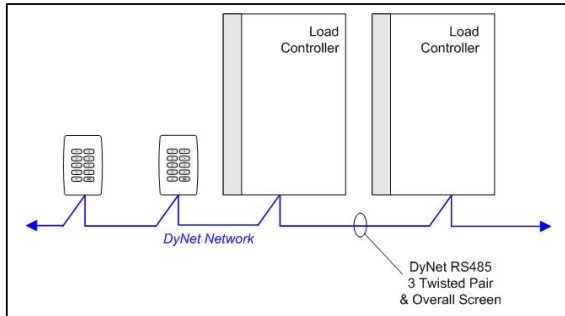 Load
Controller
Load
Controller
DyNet Network
DyNet RS485
3 Twisted Pair
& Overall Screen